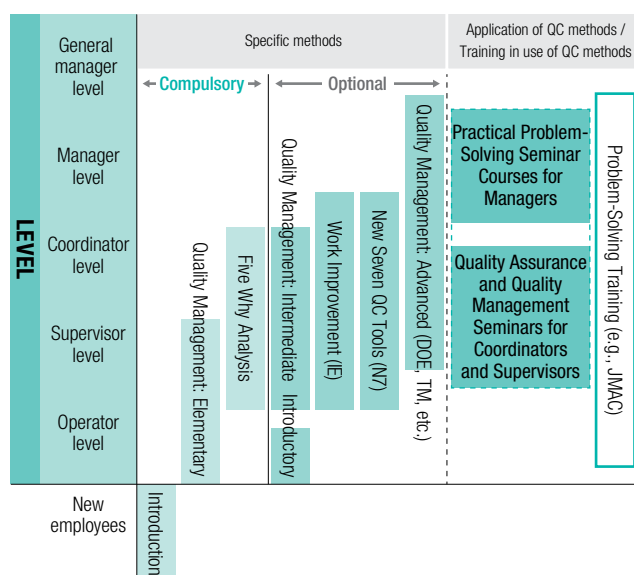 Specific methods
Application of QC methods /
Training in use of QC methods
Compulsory
Optional
LEVEL
General
manager
level
Manager
level
Coordinator
level
Supervisor
level
Operator
level
New
employees
Introduction
Quality Management: Elementary
Five Why Analysis
Quality Management: Intermediate
Introductory
Work Improvement (IE)
New Seven QC Tools (N7)
Quality Management: Advanced (DOE, TM, etc.)
Practical Problem-
Solving Seminar
Courses for
Managers
Quality Assurance
and Quality
Management
Seminars for
Coordinators
and Supervisors
Problem-Solving Training (e.g., JMAC)